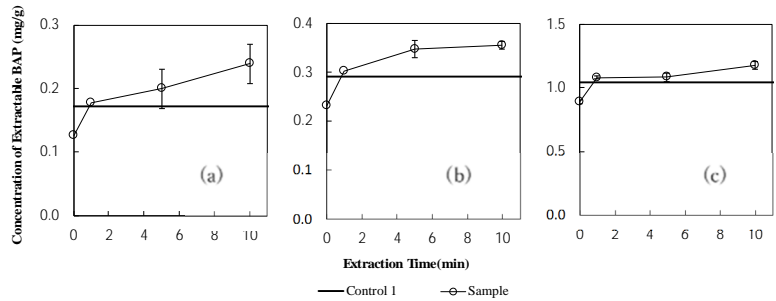 Concentration of Extractable BAP (mg/g)
0.3
0.2
0.1
0.0
0 2 4 6 8 10
(a)
0.4
0.3
0.2
0.1
0.0
0 2 4 6 8 10
(b)
1.5
1.0
0.5
0.0
0 2 4 6 8 10
(c)
Extraction Time(min)
Control 1 Sample